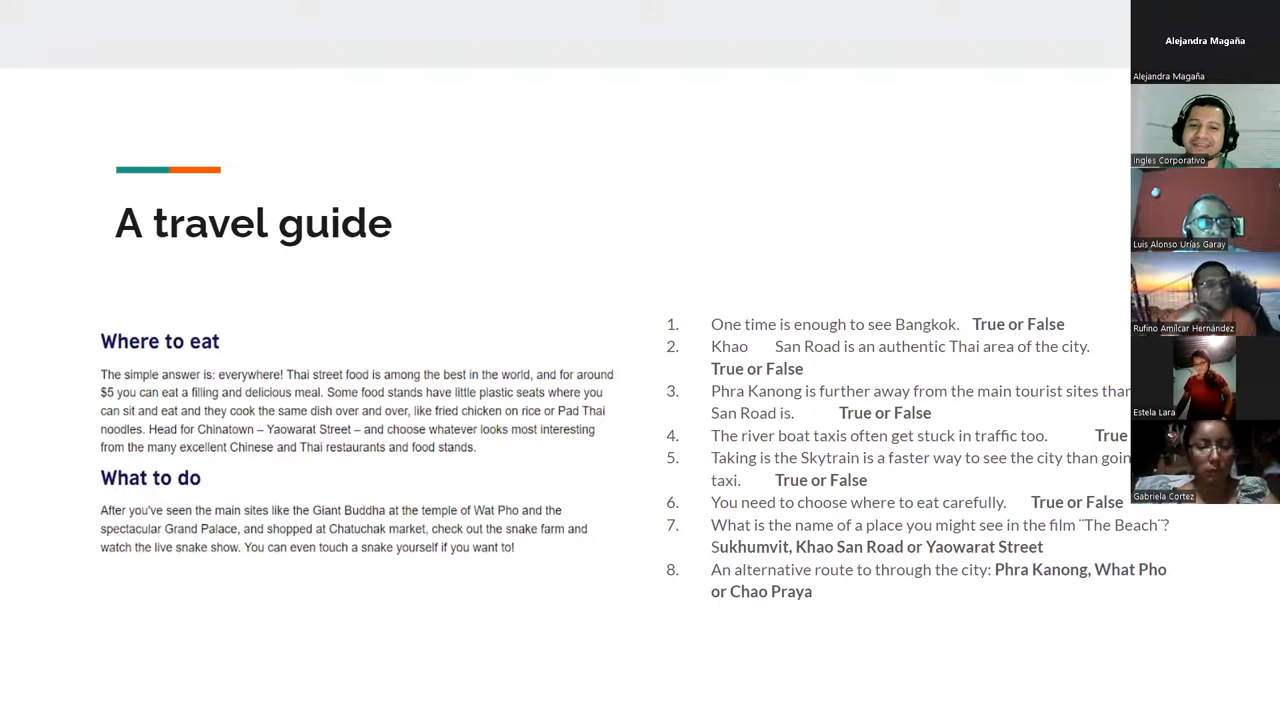 A travel guide
Where to eat
The simple answer is: everywhere! Thai street food is among the best in the world, and for around
$5 you can eat a filling and delicious meal. Some food stands have little plastic seats where you
can sit and eat and they cook the same dish over and over, like fried chicken on rice or Pad Thai
noodles. Head for Chinatown – Yaowarat Street – and choose whatever looks most interesting
from the many excellent Chinese and Thai restaurants and food stands.
What to do
After you've seen the main sites like the Giant Buddha at the temple of Wat Pho and the
spectacular Grand Palace, and shopped at Chatuchak market, check out the snake farm and
watch the live snake show. You can even touch a snake yourself if you want to!
1. One time is enough to see Bangkok. True or False
2. Khao San Road is an authentic Thai area of the city.
True or False
3. Phra Kanong is further away from the main tourist sites than
San Road is. True or False
4. The river boat taxis often get stuck in traffic too. True
5. Taking is the Skytrain is a faster way to see the city than goin
taxi. True or False
6. You need to choose where to eat carefully. True or False
7. What is the name of a place you might see in the film ¨The Beach¨?
Sukhumvit, Khao San Road or Yaowarat Street
8. An alternative route to through the city: Phra Kanong, What Pho
or Chao Praya
Alejandra Magaña
Alejandra Magaña
Ingles Corporativo
Luis Alonso Urías Garay
Rufino Amílcar Hernández
Estela Lara
Gabriela Cortez